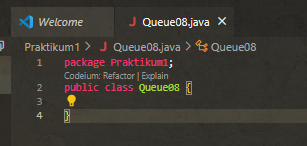 Welcome
Queue08.java ×
Praktikum1 > Queue08.java > Queue08
1 package Praktikum1;
Codeium: Refactor | Explain
2 public class Queue08 {
3
4 }